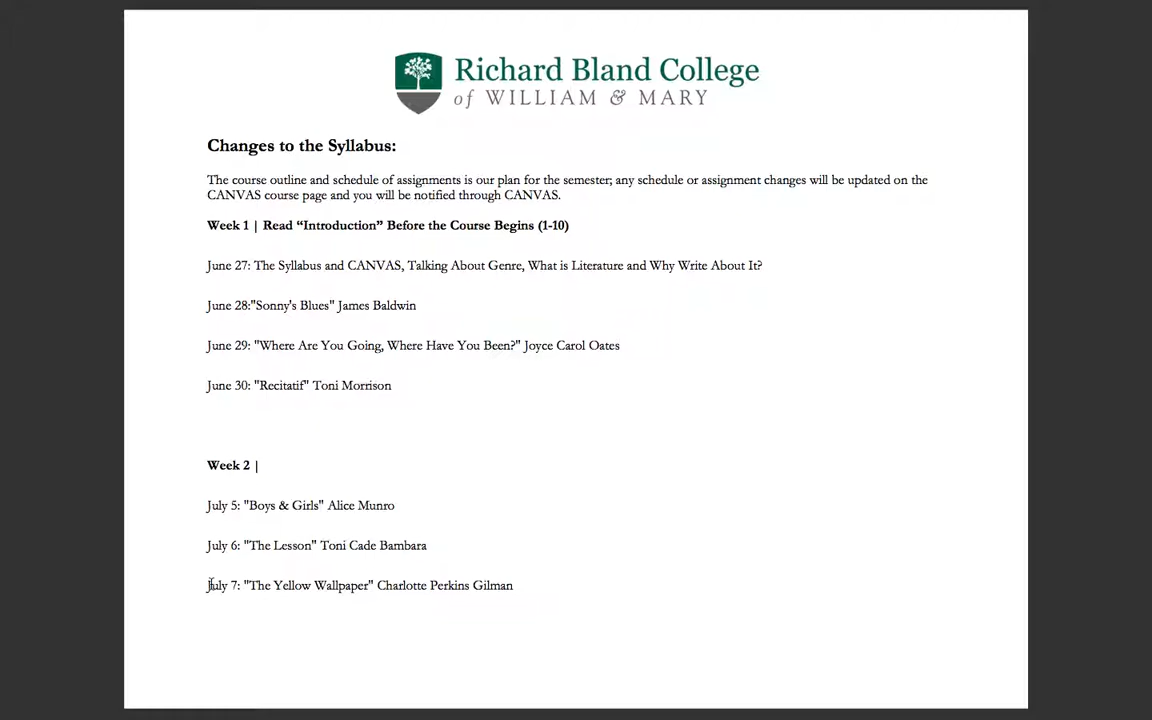 Richard Bland College
of WILLIAM & MARY
Changes to the Syllabus:
The course outline and schedule of assignments is our plan for the semester; any schedule or assignment changes will be updated on the
CANVAS course page and you will be notified through CANVAS.
Week 1 | Read “Introduction” Before the Course Begins (1-10)
June 27: The Syllabus and CANVAS, Talking About Genre, What is Literature and Why Write About It?
June 28:"Sonny's Blues" James Baldwin
June 29: "Where Are You Going, Where Have You Been?" Joyce Carol Oates
June 30: "Recitatif" Toni Morrison
Week 2 |
July 5: "Boys & Girls" Alice Munro
July 6: "The Lesson" Toni Cade Bambara
July 7: "The Yellow Wallpaper" Charlotte Perkins Gilman